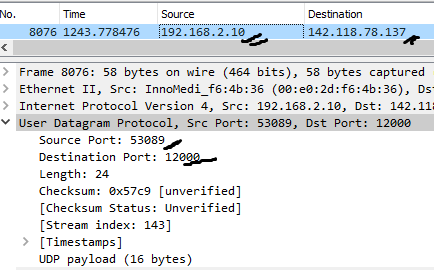 Time Source Destination
8076 1243.778476 192.168.2.10 142.118.78.137
Frame 8076: 58 bytes on wire (464 bits), 58 bytes captured
Ethernet II, Src: InnoMedi_f6:4b:36 (00:e0:2d:f6:4b:36), D
Internet Protocol Version 4, Src: 192.168.2.10, Dst: 142.118
User Datagram Protocol, Src Port: 53089, Dst Port: 12000
Source Port: 53089
Destination Port: 12000
Length: 24
Checksum: 0x57c9 [unverified]
[Checksum Status: Unverified]
[Stream index: 143]
[Timestamps]
UDP payload (16 bytes)